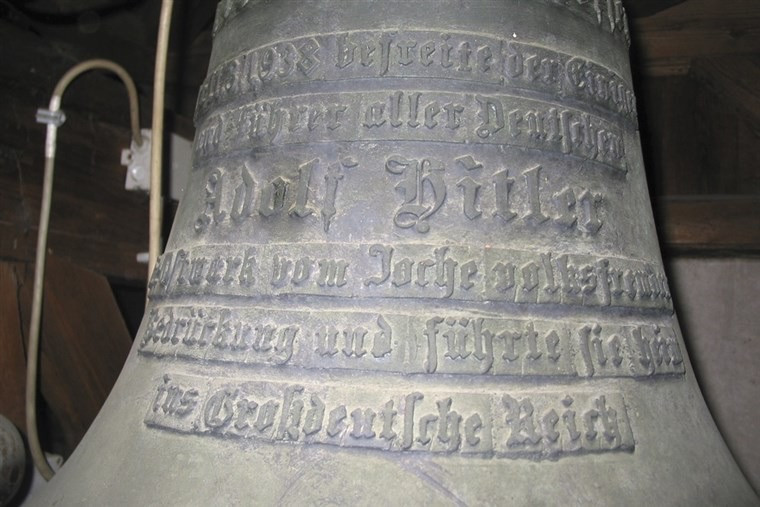 1938 befreite der Einiger
und Führer aller Deutschen
Adolf Hitler
Ostmark vom Joche
Bedrückung und führte sie heim
ins Großdeutsche Reich